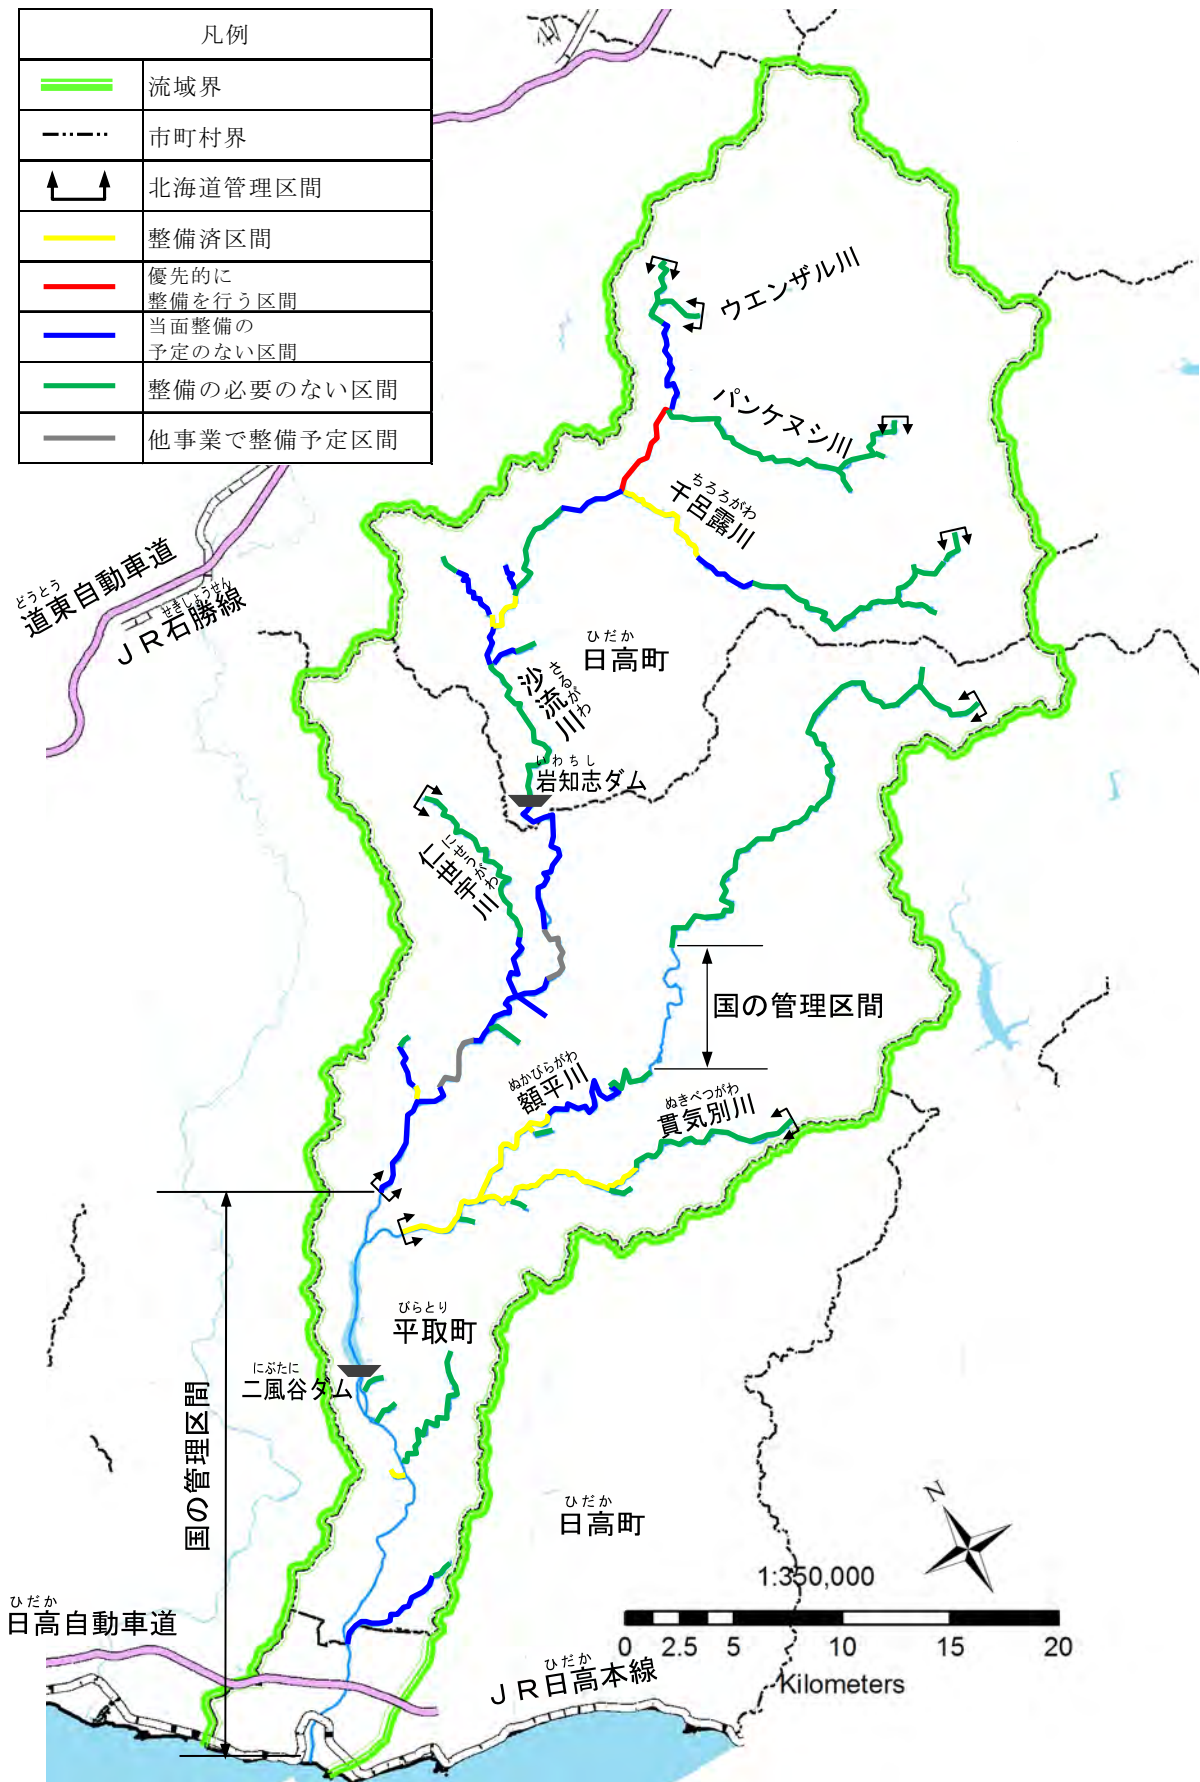 凡例
流域界
市町村界
北海道管理区間
整備済区間
優先的に
整備を行う区間
当面整備の
予定のない区間
整備の必要のない区間
他事業で整備予定区間
ウエンザル川
パンケヌシ川
ちろろがわ
千呂露川
どうとう
道東自動車道
せきしょうせん
ＪＲ石勝線
ひだか
日高町
さるがわ
沙流川
いわちし
岩知志ダム
にせうがわ
仁世宇川
国の管理区間
ぬかびらがわ
額平川
ぬきべつがわ
貫気別川
びらとり
平取町
にぶたに
二風谷ダム
国の管理区間
ひだか
日高町
N
1:350,000
0 2.5 5 10 15 20
Kilometers
ひだか
日高自動車道
ひだか
ＪＲ日高本線